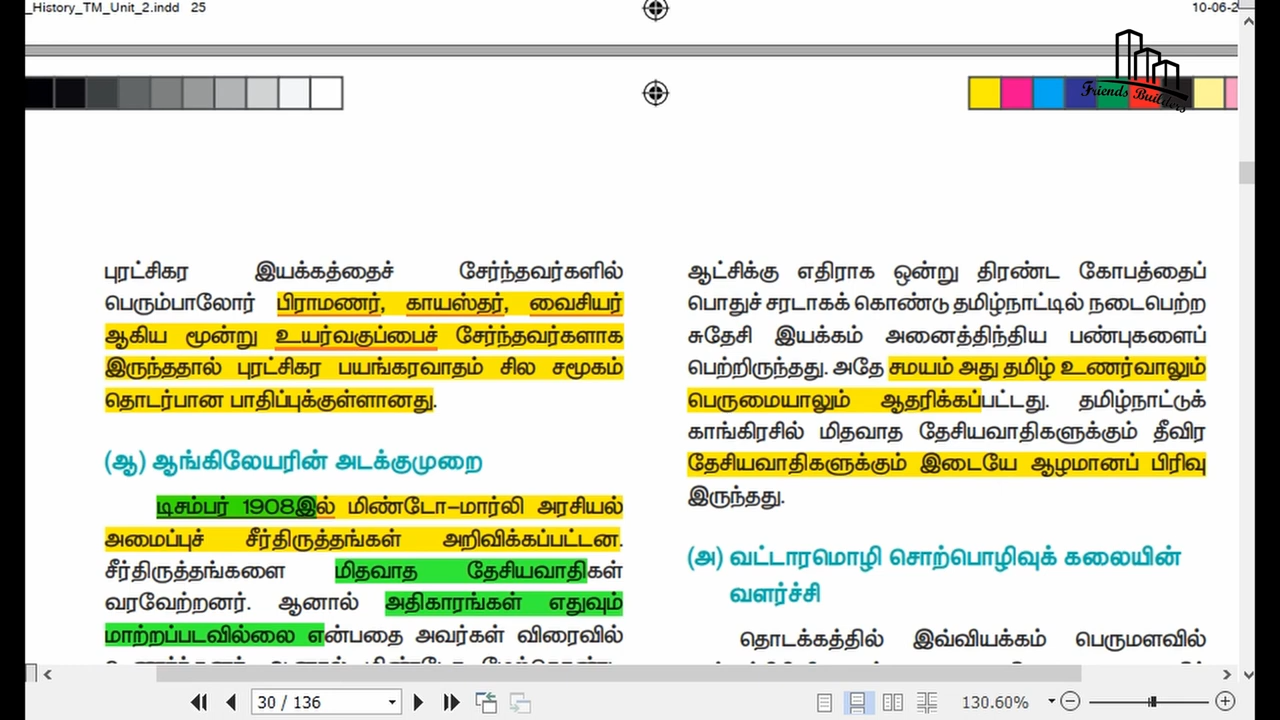 _History_TM_Unit_2.indd 25
10-06-2
Friends Builders
புரட்சிகர இயக்கத்தைச் சேர்ந்தவர்களில்
பெரும்பாலோர் பிராமணர், காயஸ்தர், வைசியர்
ஆகிய மூன்று உயர்வகுப்பைச் சேர்ந்தவர்களாக
இருந்ததால் புரட்சிகர பயங்கரவாதம் சில சமூகம்
தொடர்பான பாதிப்புக்குள்ளானது.
(ஆ) ஆங்கிலேயரின் அடக்குமுறை
டிசம்பர் 1908இல் மிண்டோ–மார்லி அரசியல்
அமைப்புச் சீர்திருத்தங்கள் அறிவிக்கப்பட்டன.
சீர்திருத்தங்களை மிதவாத தேசியவாதிகள்
வரவேற்றனர். ஆனால் அதிகாரங்கள் எதுவும்
மாற்றப்படவில்லை என்பதை அவர்கள் விரைவில்
ஆட்சிக்கு எதிராக ஒன்று திரண்ட கோபத்தைப்
பொதுச் சரடாகக் கொண்டு தமிழ்நாட்டில் நடைபெற்ற
சுதேசி இயக்கம் அனைத்திந்திய பண்புகளைப்
பெற்றிருந்தது. அதே சமயம் அது தமிழ் உணர்வாலும்
பெருமையாலும் ஆதரிக்கப்பட்டது. தமிழ்நாட்டுக்
காங்கிரசில் மிதவாத தேசியவாதிகளுக்கும் தீவிர
தேசியவாதிகளுக்கும் இடையே ஆழமானப் பிரிவு
இருந்தது.
(அ) வட்டாரமொழி சொற்பொழிவுக் கலையின்
வளர்ச்சி
தொடக்கத்தில் இவ்வியக்கம் பெருமளவில்
30 / 136
130.60%